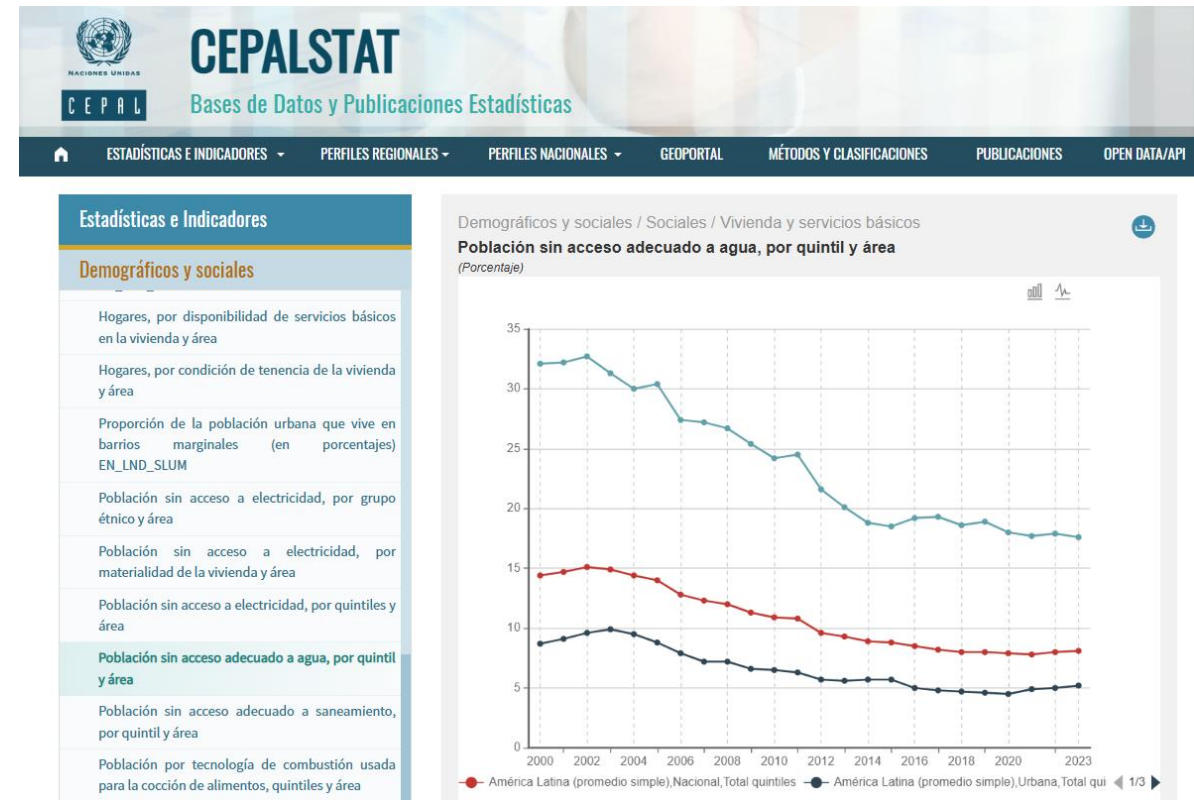 NACIONES UNIDAS
CEPAL
CEPALSTAT
Bases de Datos y Publicaciones Estadísticas
ESTADÍSTICAS E INDICADORES
PERFILES REGIONALES
PERFILES NACIONALES
GEOPORTAL
MÉTODOS Y CLASIFICACIONES
PUBLICACIONES
OPEN DATA/API
Estadísticas e Indicadores
Demográficos y sociales
Hogares, por disponibilidad de servicios básicos
en la vivienda y área
Hogares, por condición de tenencia de la vivienda
y área
Proporción de la población urbana que vive en
barrios marginales (en porcentajes)
EN_LND_SLUM
Población sin acceso a electricidad, por grupo
étnico y área
Población sin acceso a electricidad, por
materialidad de la vivienda y área
Población sin acceso a electricidad, por quintiles y
área
Población sin acceso adecuado a agua, por quintil
y área
Población sin acceso adecuado a saneamiento,
por quintil y área
Población por tecnología de combustión usada
para la cocción de alimentos, quintiles y área
Demográficos y sociales / Sociales / Vivienda y servicios básicos
Población sin acceso adecuado a agua, por quintil y área
(Porcentaje)
35
30
25
20
15
10
5
0
2000 2002 2004 2006 2008 2010 2012 2014 2016 2018 2020 2023
América Latina (promedio simple),Nacional,Total quintiles América Latina (promedio simple),Urbana,Total qui 1/3